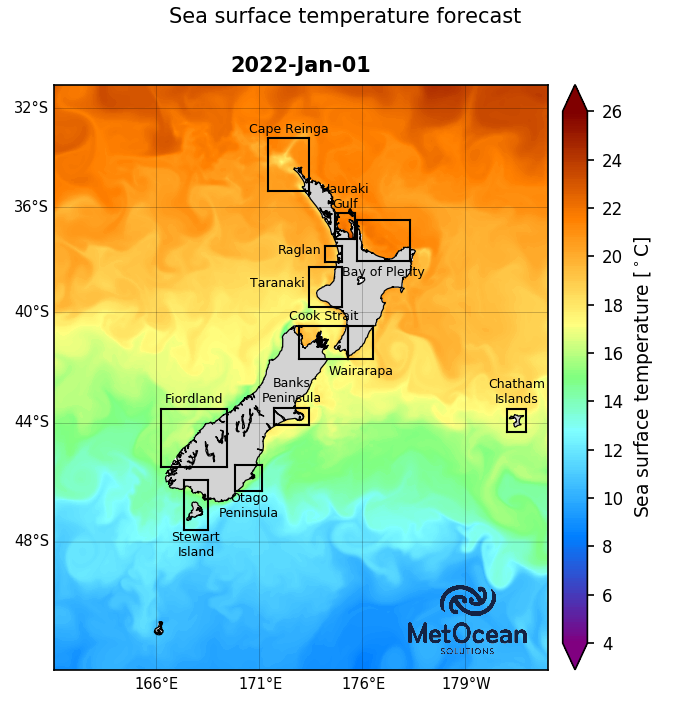 Sea surface temperature forecast
2022-Jan-01
32°S
36°S
40°S
44°S
48°S
166°E
171°E
176°E
179°W
Cape Reinga
Hauraki
Gulf
Raglan
Bay of Plenty
Taranaki
Cook Strait
Wairarapa
Banks
Peninsula
Fiordland
Chatham
Islands
Otago
Peninsula
Stewart
Island
MetOcean
SOLUTIONS
26
24
22
20
18
16
14
12
10
8
6
4
Sea surface temperature [°C]